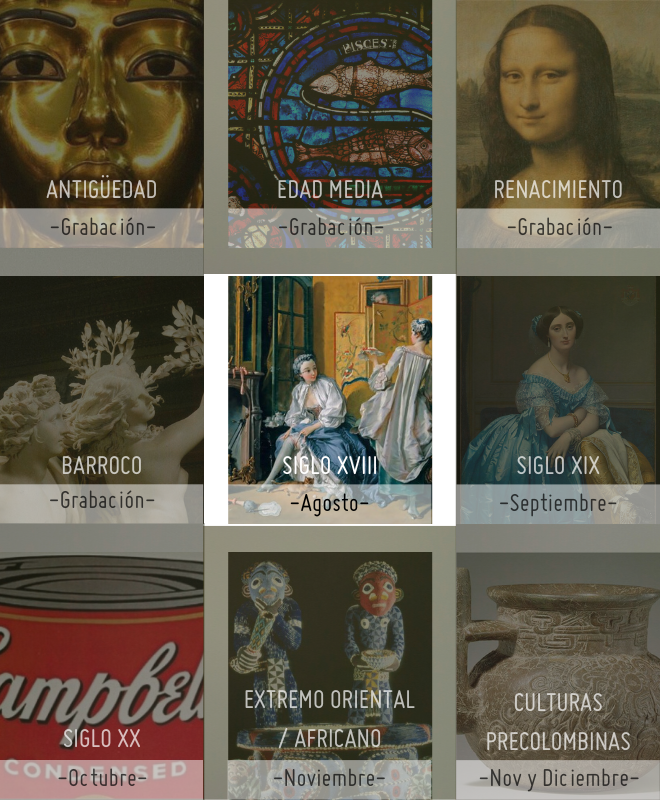 ANTIGÜEDAD
-Grabación-
PISCES
EDAD MEDIA
-Grabación-
RENACIMIENTO
-Grabación-
BARROCO
-Grabación-
SIGLO XVIII
-Agosto-
SIGLO XIX
-Septiembre-
Campbell
SIGLO XX
CONDENSED
-Octubre-
EXTREMO ORIENTAL
/ AFRICANO
-Noviembre-
CULTURAS
PRECOLOMBINAS
-Nov y Diciembre-